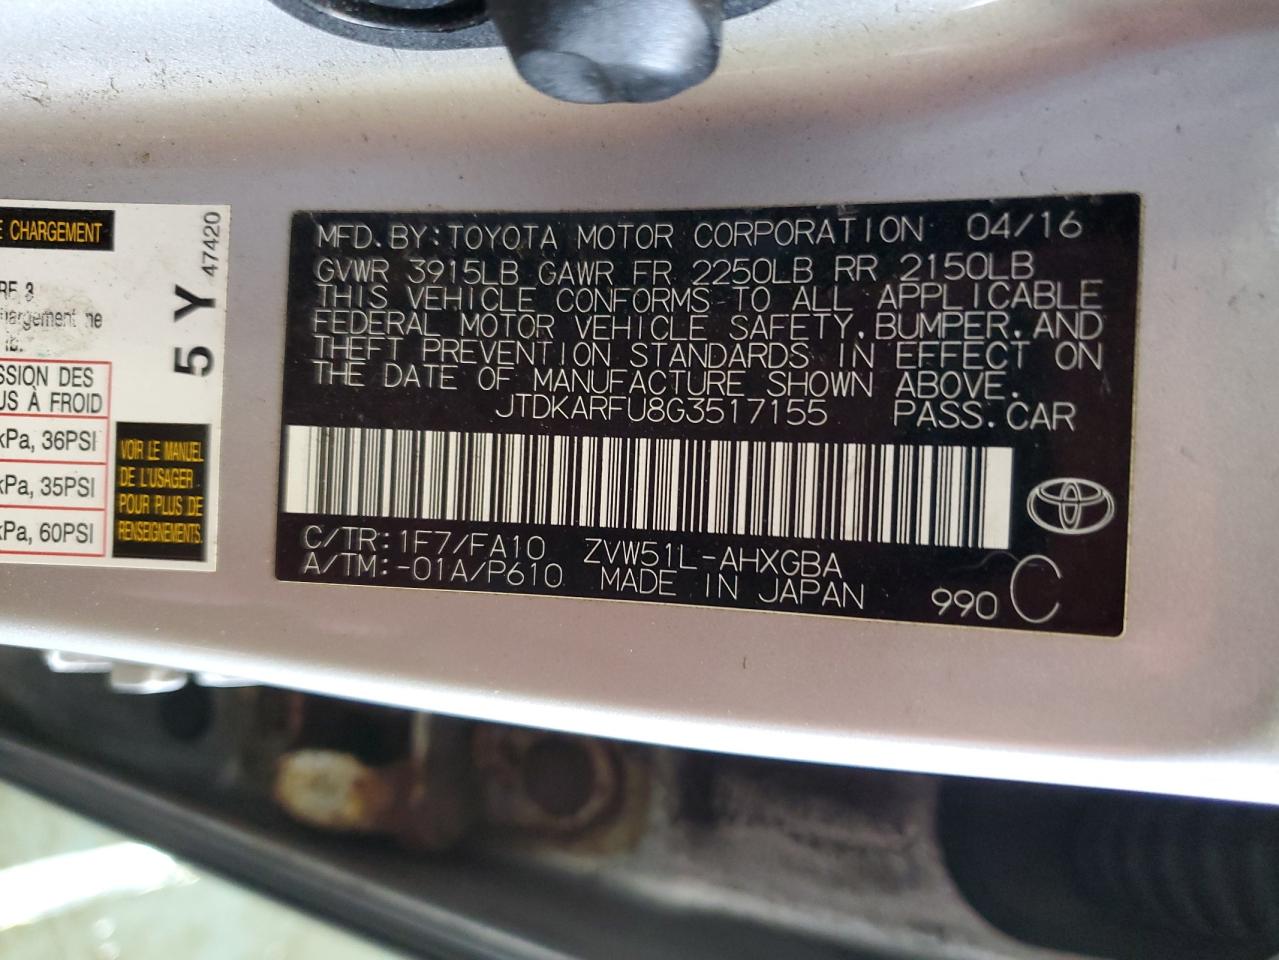 E CHARGEMENT
RE 3
chargement ne
lb.
SSION DES
US À FROID
kPa, 36PSI
kPa, 35PSI
kPa, 60PSI
5Y
47420
VOIR LE MANUEL
DE L'USAGER
POUR PLUS DE
RENSEIGNEMENTS.
MFD. BY: TOYOTA MOTOR CORPORATION 04/16
GVWR 3915LB GAWR FR 2250LB RR 2150LB
THIS VEHICLE CONFORMS TO ALL APPLICABLE
FEDERAL MOTOR VEHICLE SAFETY, BUMPER, AND
THEFT PREVENTION STANDARDS IN EFFECT ON
THE DATE OF MANUFACTURE SHOWN ABOVE.
JTDKARFU8G3517155 PASS. CAR
C/TR: 1F7/FA10 ZVW51L-AHXGBA
A/TM: -01A/P610 MADE IN JAPAN 990 C